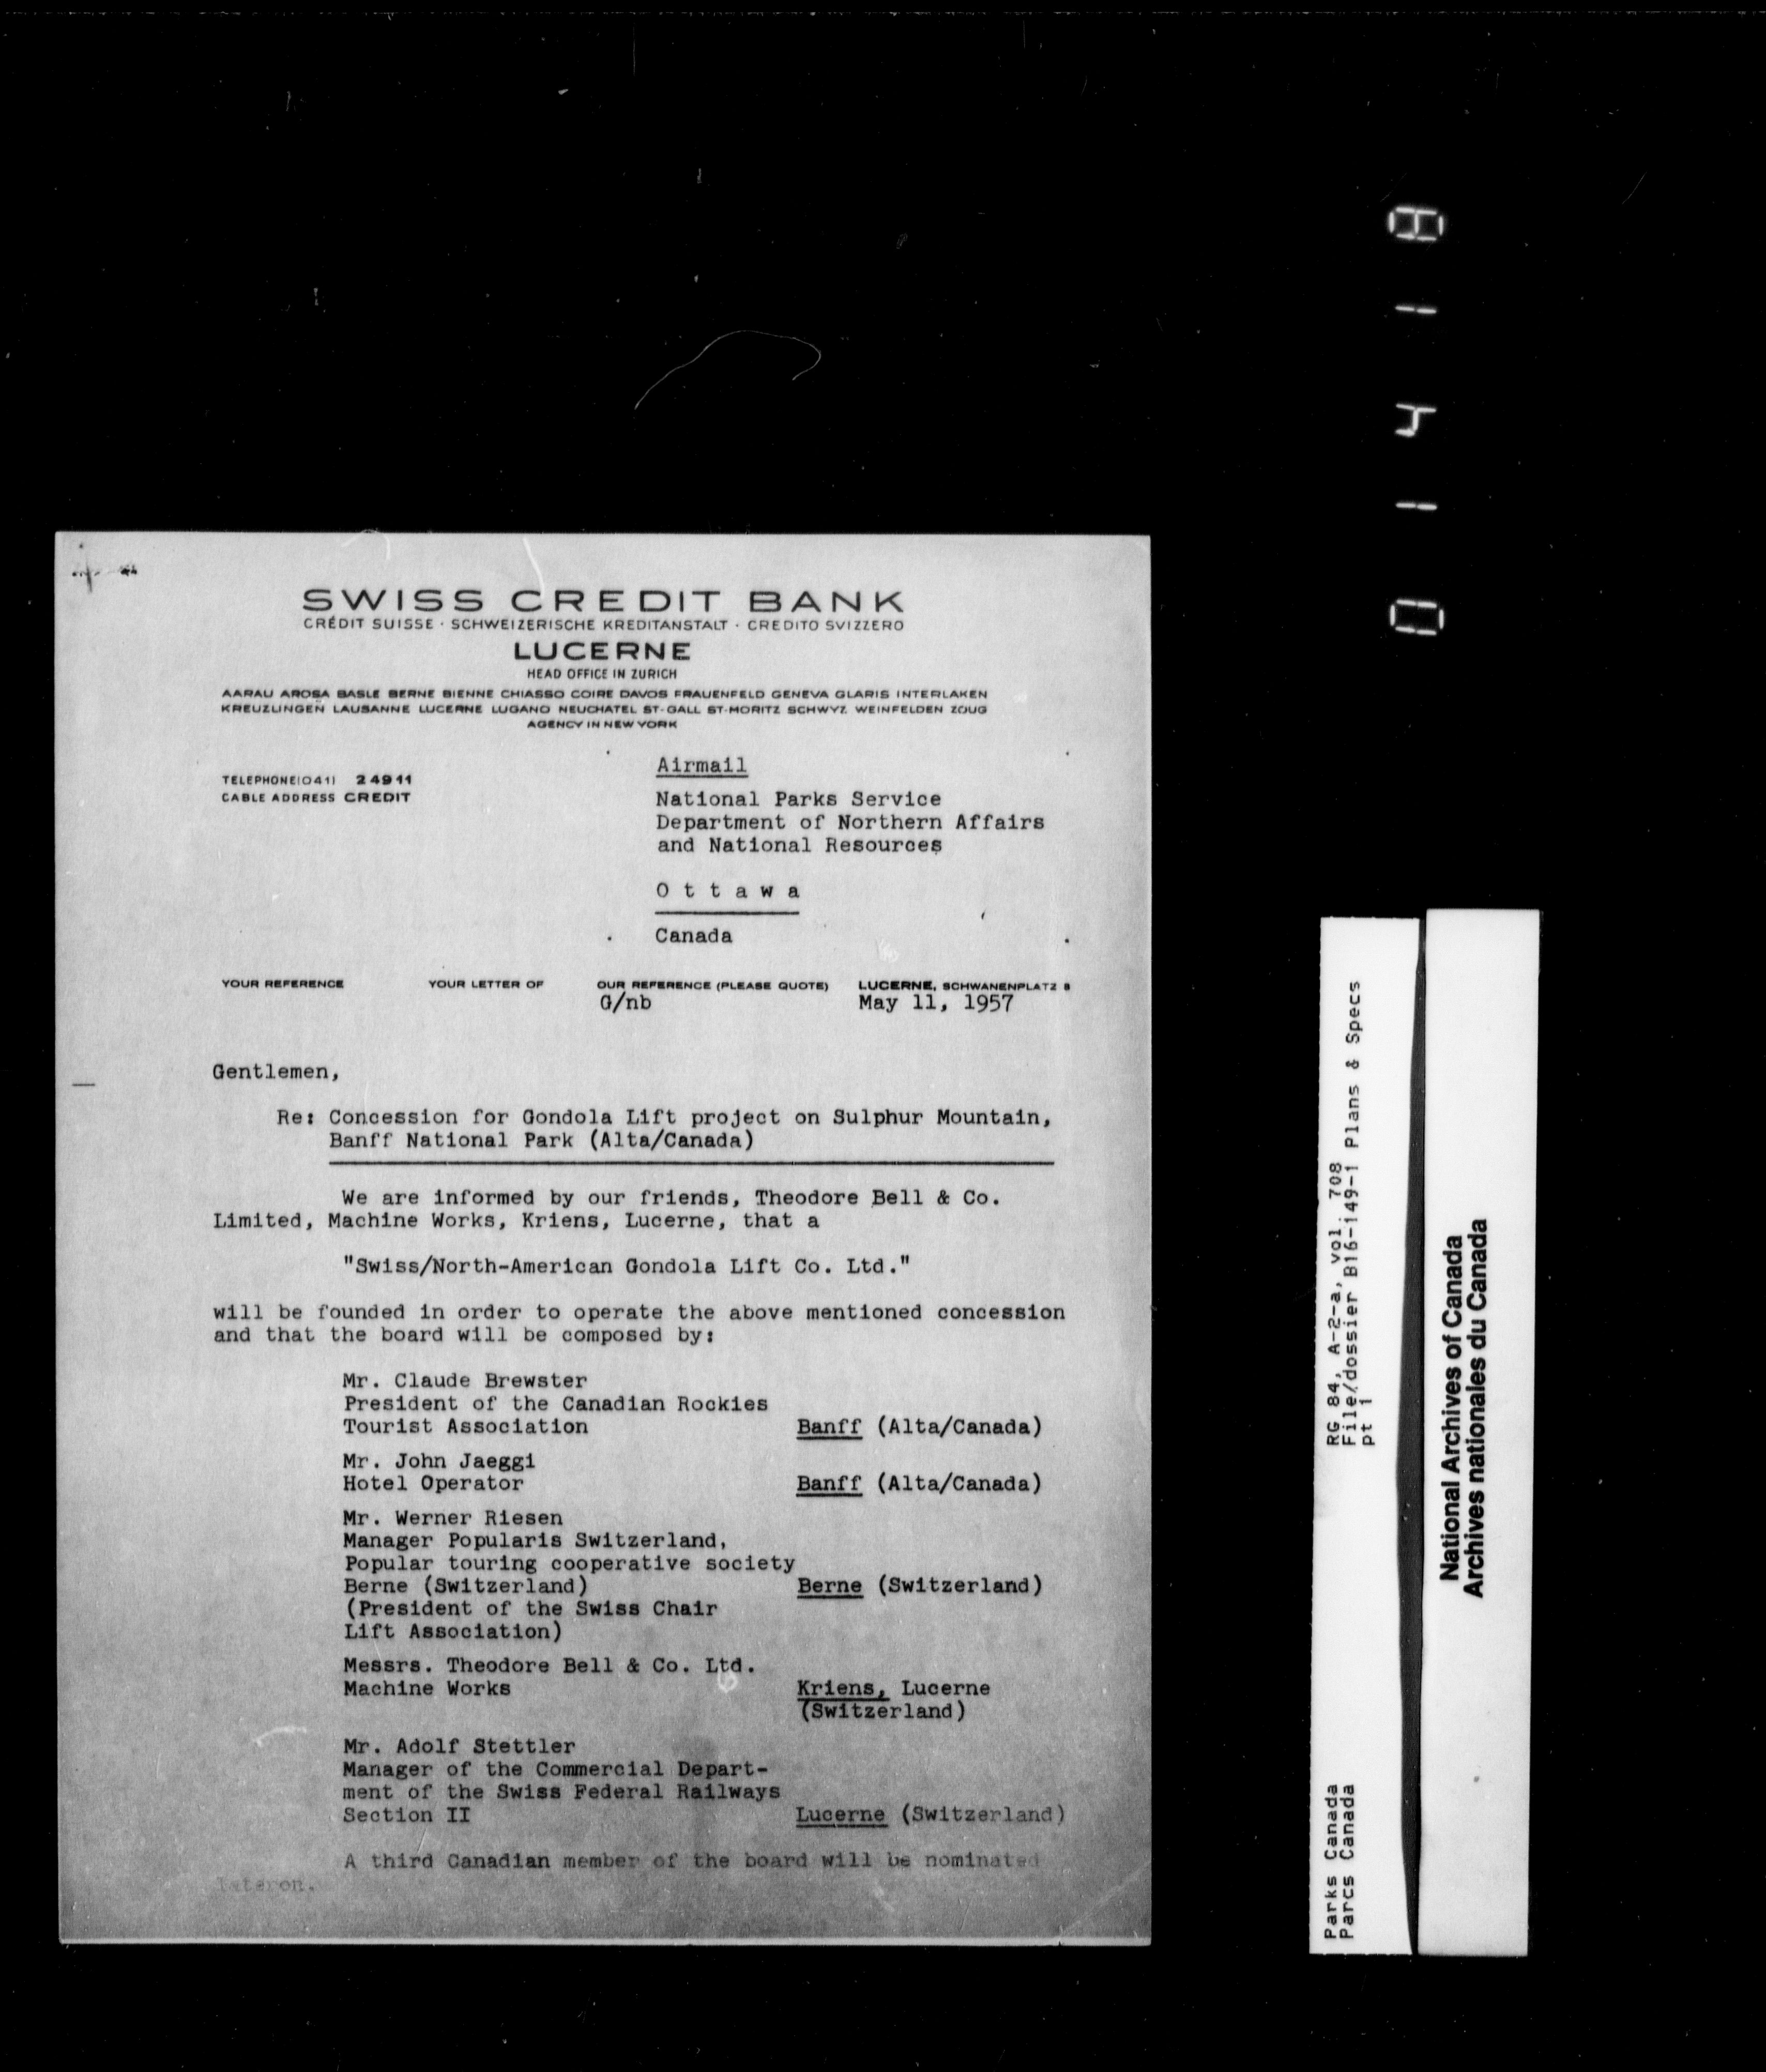 SWISS CREDIT BANK
CRÉDIT SUISSE · SCHWEIZERISCHE KREDITANSTALT · CREDITO SVIZZERO
LUCERNE
HEAD OFFICE IN ZURICH
AARAU AROSA BASLE BERNE BIENNE CHIASSO COIRE DAVOS FRAUENFELD GENEVA GLARIS INTERLAKEN
KREUZLINGEN LAUSANNE LUCERNE LUGANO NEUCHATEL ST-GALL ST-MORITZ SCHWYZ WEINFELDEN ZOUG
AGENCY IN NEW YORK
TELEPHONE (041) 24911
CABLE ADDRESS CREDIT
Airmail
National Parks Service
Department of Northern Affairs
and National Resources
O t t a w a
Canada
YOUR REFERENCE YOUR LETTER OF OUR REFERENCE (PLEASE QUOTE) LUCERNE, SCHWANENPLATZ 8
G/nb May 11, 1957
Gentlemen,
Re: Concession for Gondola Lift project on Sulphur Mountain,
Banff National Park (Alta/Canada)
We are informed by our friends, Theodore Bell & Co.
Limited, Machine Works, Kriens, Lucerne, that a
"Swiss/North-American Gondola Lift Co. Ltd."
will be founded in order to operate the above mentioned concession
and that the board will be composed by:
Mr. Claude Brewster
President of the Canadian Rockies
Tourist Association Banff (Alta/Canada)
Mr. John Jaeggi
Hotel Operator Banff (Alta/Canada)
Mr. Werner Riesen
Manager Popularis Switzerland,
Popular touring cooperative society
Berne (Switzerland) Berne (Switzerland)
(President of the Swiss Chair
Lift Association)
Messrs. Theodore Bell & Co. Ltd.
Machine Works Kriens, Lucerne
(Switzerland)
Mr. Adolf Stettler
Manager of the Commercial Depart-
ment of the Swiss Federal Railways
Section II Lucerne (Switzerland)
A third Canadian member of the board will be nominated
lateron.
RG 84, A-2-a, vol. 708
File/dossier B16-149-1 Plans & Specs
pt 1
Parks Canada
Parcs Canada
National Archives of Canada
Archives nationales du Canada